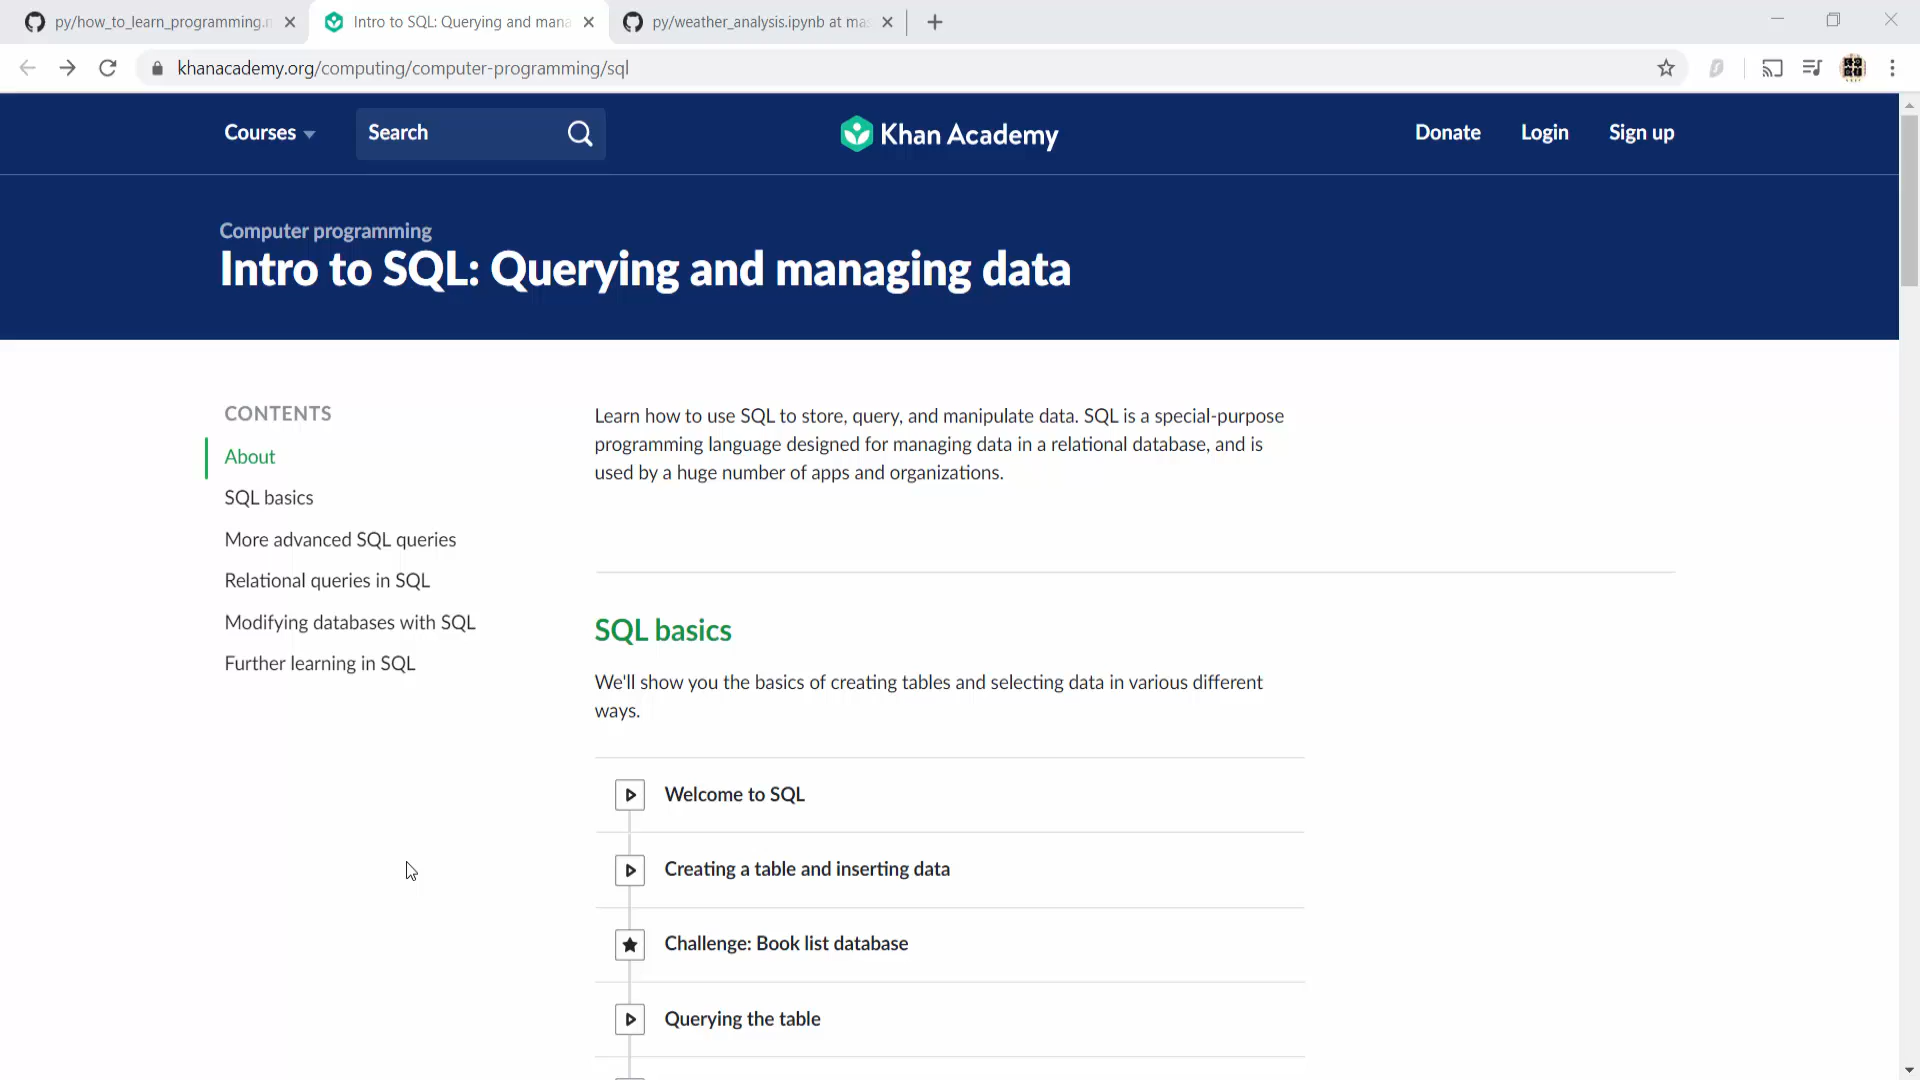 py/how_to_learn_programming.n
Intro to SQL: Querying and mana
py/weather_analysis.ipynb at mas
khanacademy.org/computing/computer-programming/sql
Courses
Search
Khan Academy
Donate
Login
Sign up
Computer programming
Intro to SQL: Querying and managing data
CONTENTS
About
SQL basics
More advanced SQL queries
Relational queries in SQL
Modifying databases with SQL
Further learning in SQL
Learn how to use SQL to store, query, and manipulate data. SQL is a special-purpose
programming language designed for managing data in a relational database, and is
used by a huge number of apps and organizations.
SQL basics
We'll show you the basics of creating tables and selecting data in various different
ways.
Welcome to SQL
Creating a table and inserting data
Challenge: Book list database
Querying the table